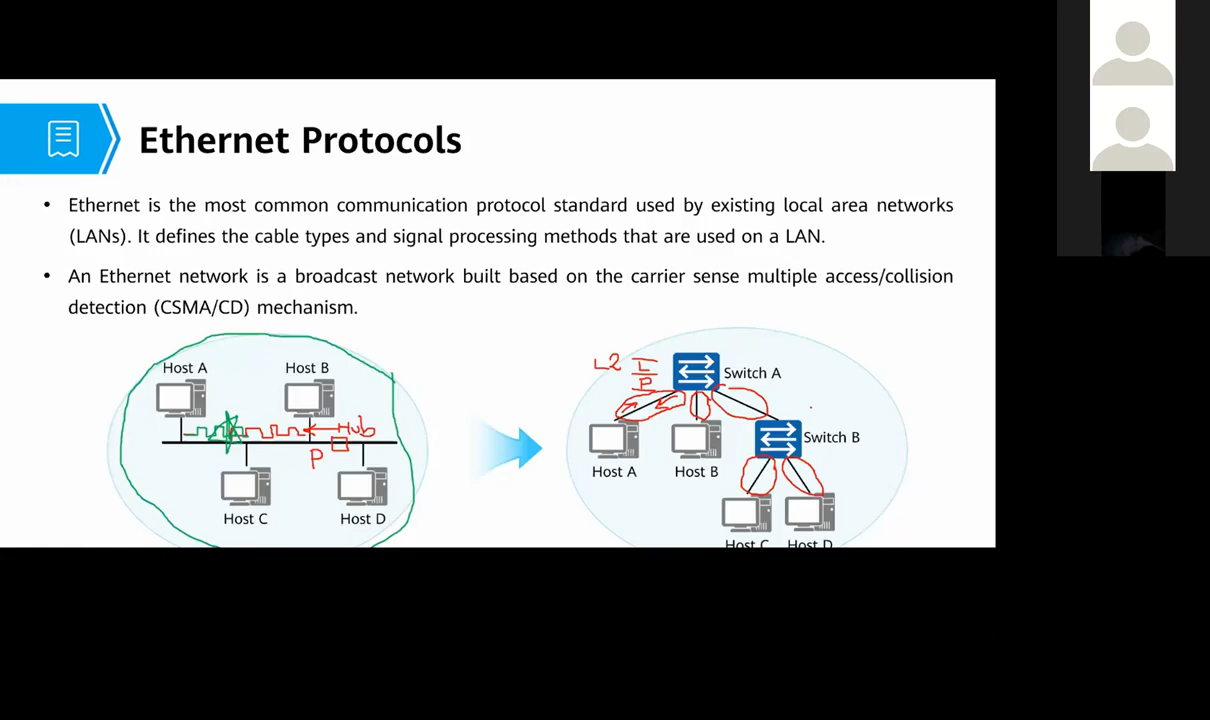 Ethernet Protocols
• Ethernet is the most common communication protocol standard used by existing local area networks
(LANs). It defines the cable types and signal processing methods that are used on a LAN.
• An Ethernet network is a broadcast network built based on the carrier sense multiple access/collision
detection (CSMA/CD) mechanism.
Host A
Host B
Hub
P
Host C
Host D
L2
L
P
Switch A
Switch B
Host A
Host B
Host C
Host D